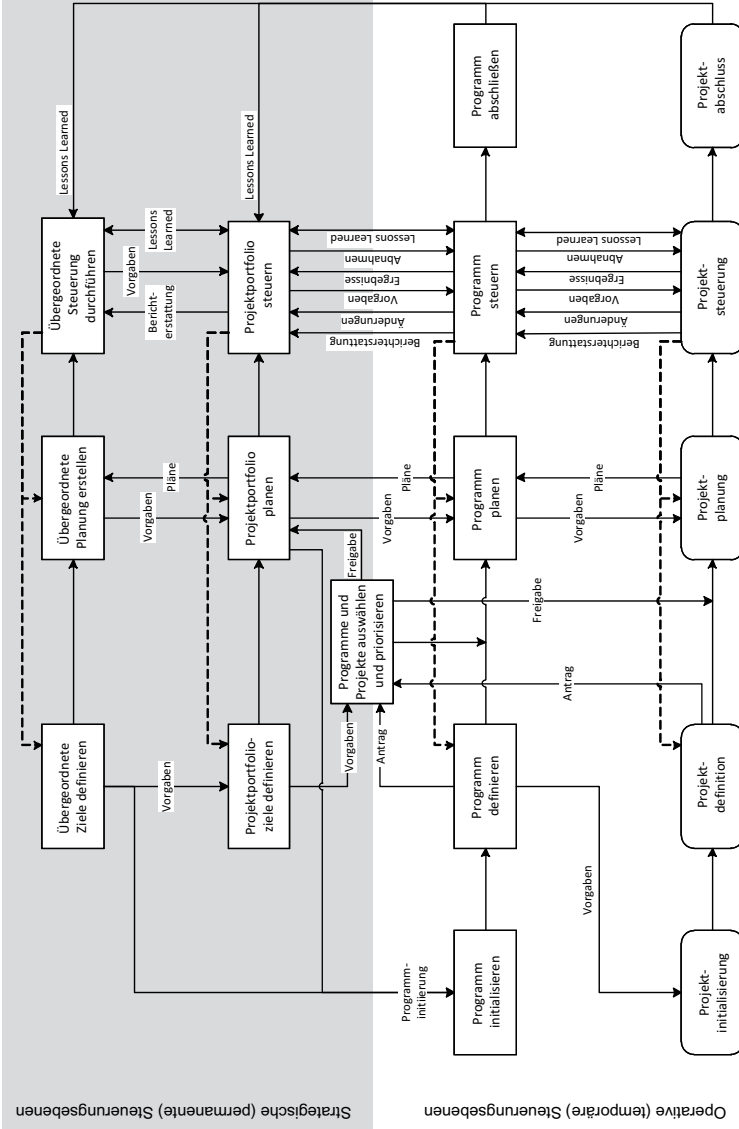 Strategische (permanente) Steuerungsebenen
Operative (temporäre) Steuerungsebenen
Übergeordnete
Ziele definieren
Übergeordnete
Planung erstellen
Übergeordnete
Steuerung
durchführen
Lessons Learned
Vorgaben
Vorgaben
Pläne
Bericht-
erstattung
Vorgaben
Lessons
Learned
Projektportfolio-
ziele definieren
Projektportfolio
planen
Projektportfolio
steuern
Lessons Learned
Vorgaben
Programme und
Projekte auswählen
und priorisieren
Freigabe
Programm-
initiierung
Antrag
Vorgaben
Pläne
Berichterstattung
Änderungen
Vorgaben
Ergebnisse
Abnahmen
Lessons Learned
Programm
initialisieren
Programm
definieren
Programm
planen
Programm
steuern
Programm
abschließen
Vorgaben
Antrag
Freigabe
Vorgaben
Pläne
Berichterstattung
Änderungen
Vorgaben
Ergebnisse
Abnahmen
Lessons Learned
Projekt-
initialisierung
Projekt-
definition
Projekt-
planung
Projekt-
steuerung
Projekt-
abschluss